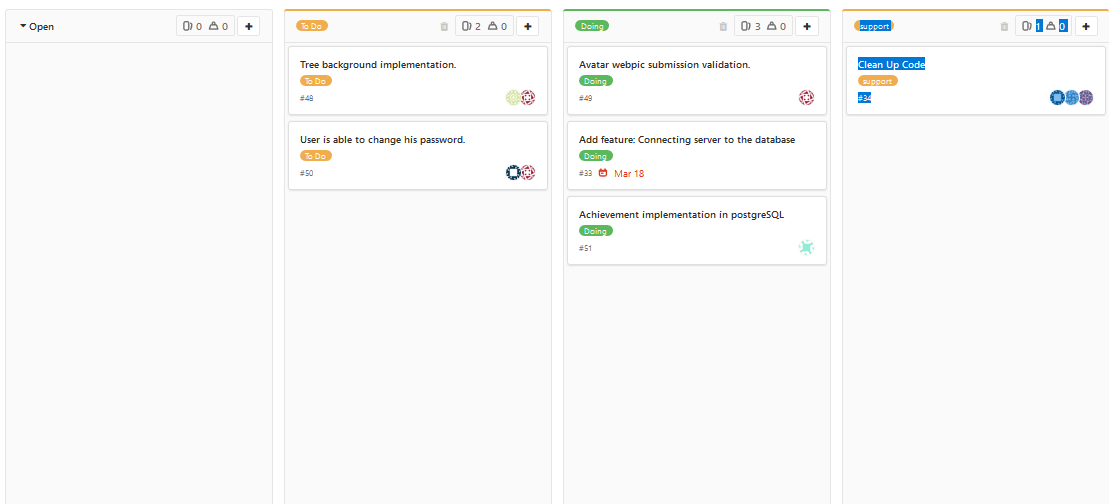 Open 0 0
To Do 2 0
Tree background implementation.
To Do
#48
User is able to change his password.
To Do
#50
Doing 3 0
Avatar webpic submission validation.
Doing
#49
Add feature: Connecting server to the database
Doing
#33 Mar 18
Achievement implementation in postgreSQL
Doing
#51
support 1 0
Clean Up Code
support
#34